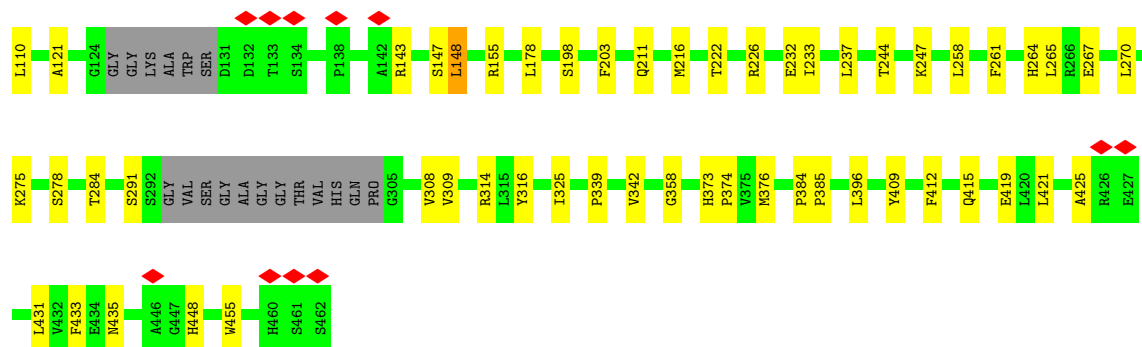 L110 A121 G124 GLY GLY LYS ALA TRP SER D131 D132 T133 S134 P138 A142 R143 S147 L148 R155 L178 S198 F203 Q211 M216 T222 R226 E232 I233 L237 T244 K247 L258 F261 H264 L265 R266 E267 L270
K275 S278 T284 S291 S292 GLY VAL SER GLY ALA GLY GLY THR VAL HIS GLN PRO G305 V308 V309 R314 L315 Y316 I325 P339 V342 G358 H373 P374 V375 M376 P384 P385 L396 Y409 F412 Q415 E419 L420 L421 A425 R426 E427
L431 V432 F433 E434 N435 A446 G447 H448 W455 H460 S461 S462